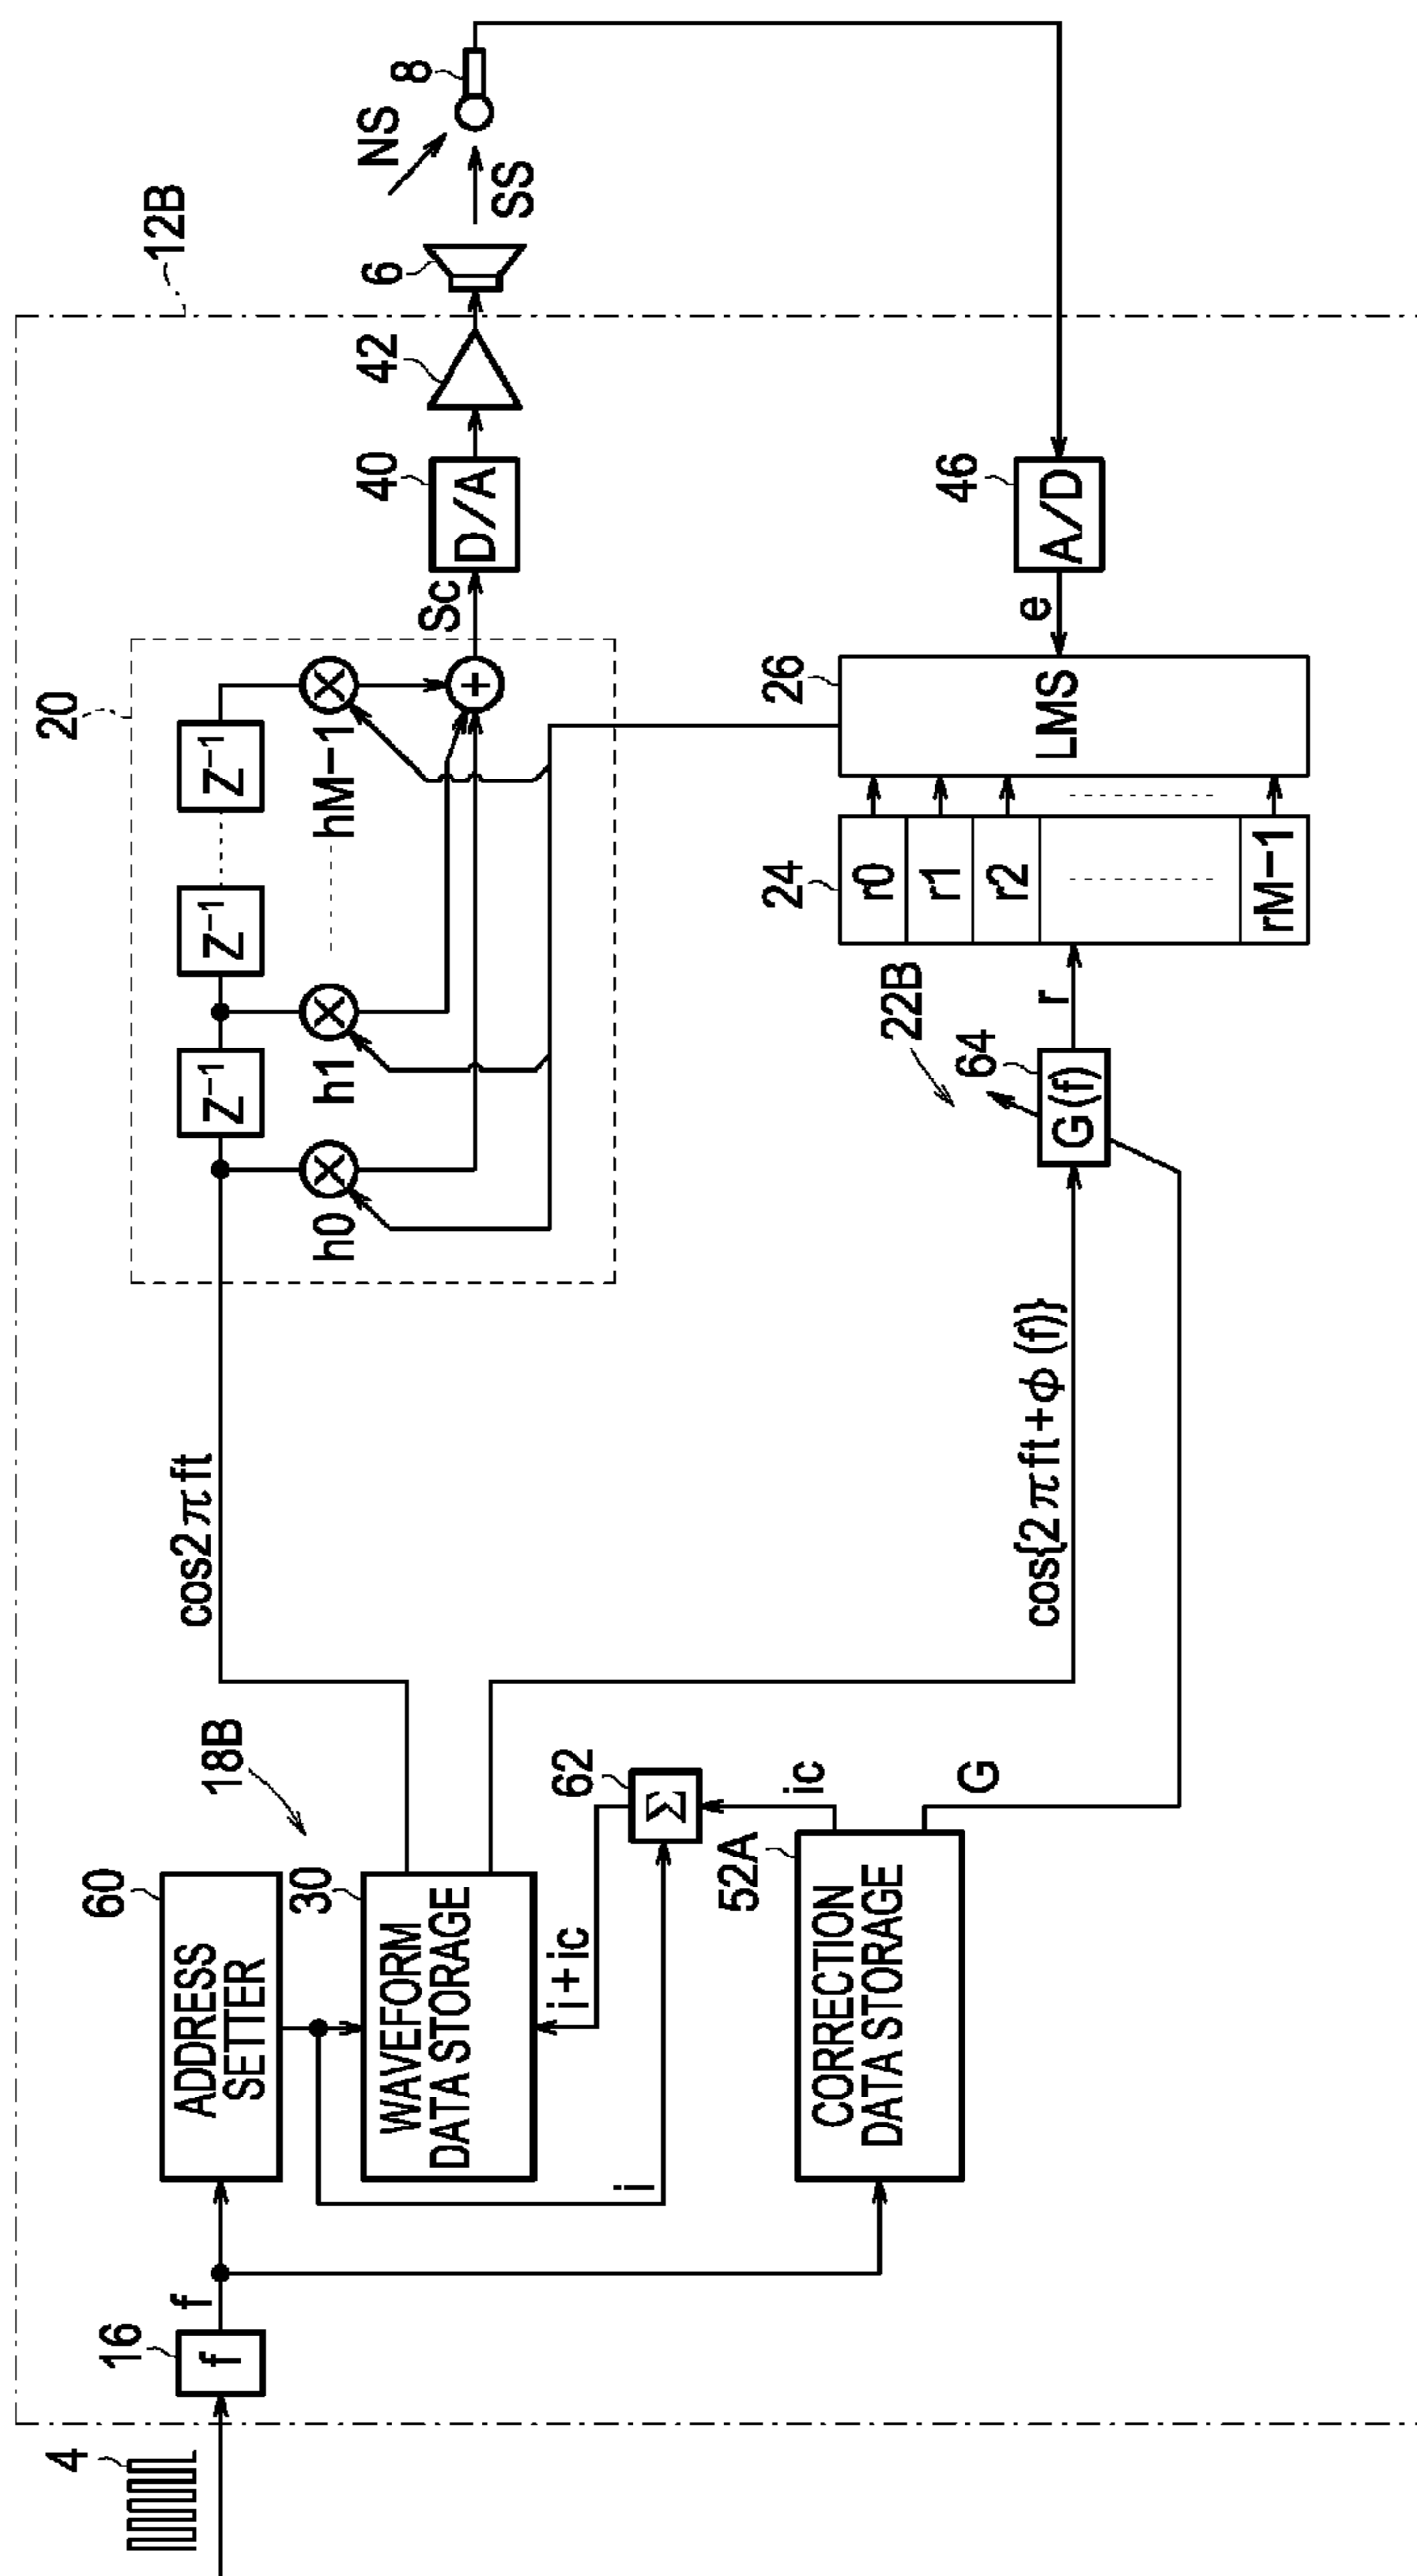 12B
4
16
f
f
60
ADDRESS
SETTER
18B
30
WAVEFORM
DATA STORAGE
i
i+ic
62
Σ
ic
52A
CORRECTION
DATA STORAGE
G
cos2πft
cos{2πft+φ(f)}
20
Z⁻¹
Z⁻¹
Z⁻¹
h0
h1
hM-1
×
×
×
+
Sc
40
D/A
42
6
SS
NS
8
22B
64
G(f)
r
24
r0
r1
r2
rM-1
26
LMS
e
46
A/D